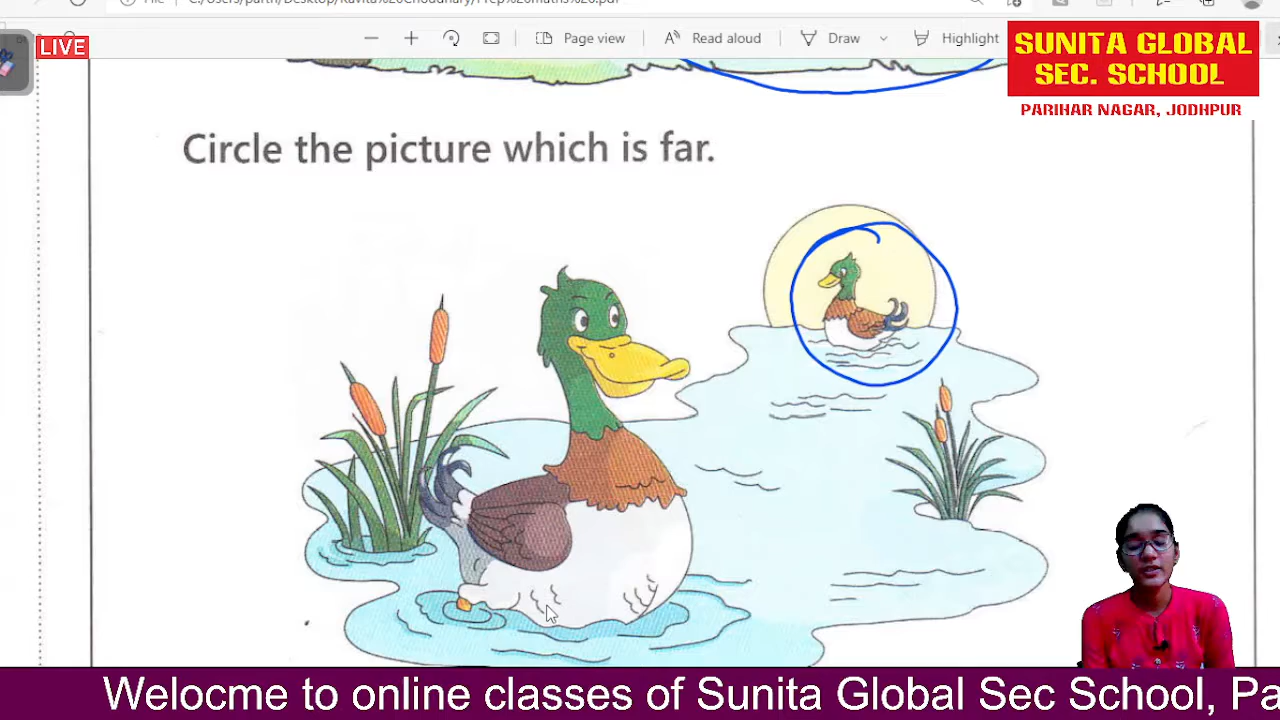 LIVE
Page view
Read aloud
Draw
Highlight
SUNITA GLOBAL
SEC. SCHOOL
PARIHAR NAGAR, JODHPUR
Circle the picture which is far.
Welocme to online classes of Sunita Global Sec School, Pa